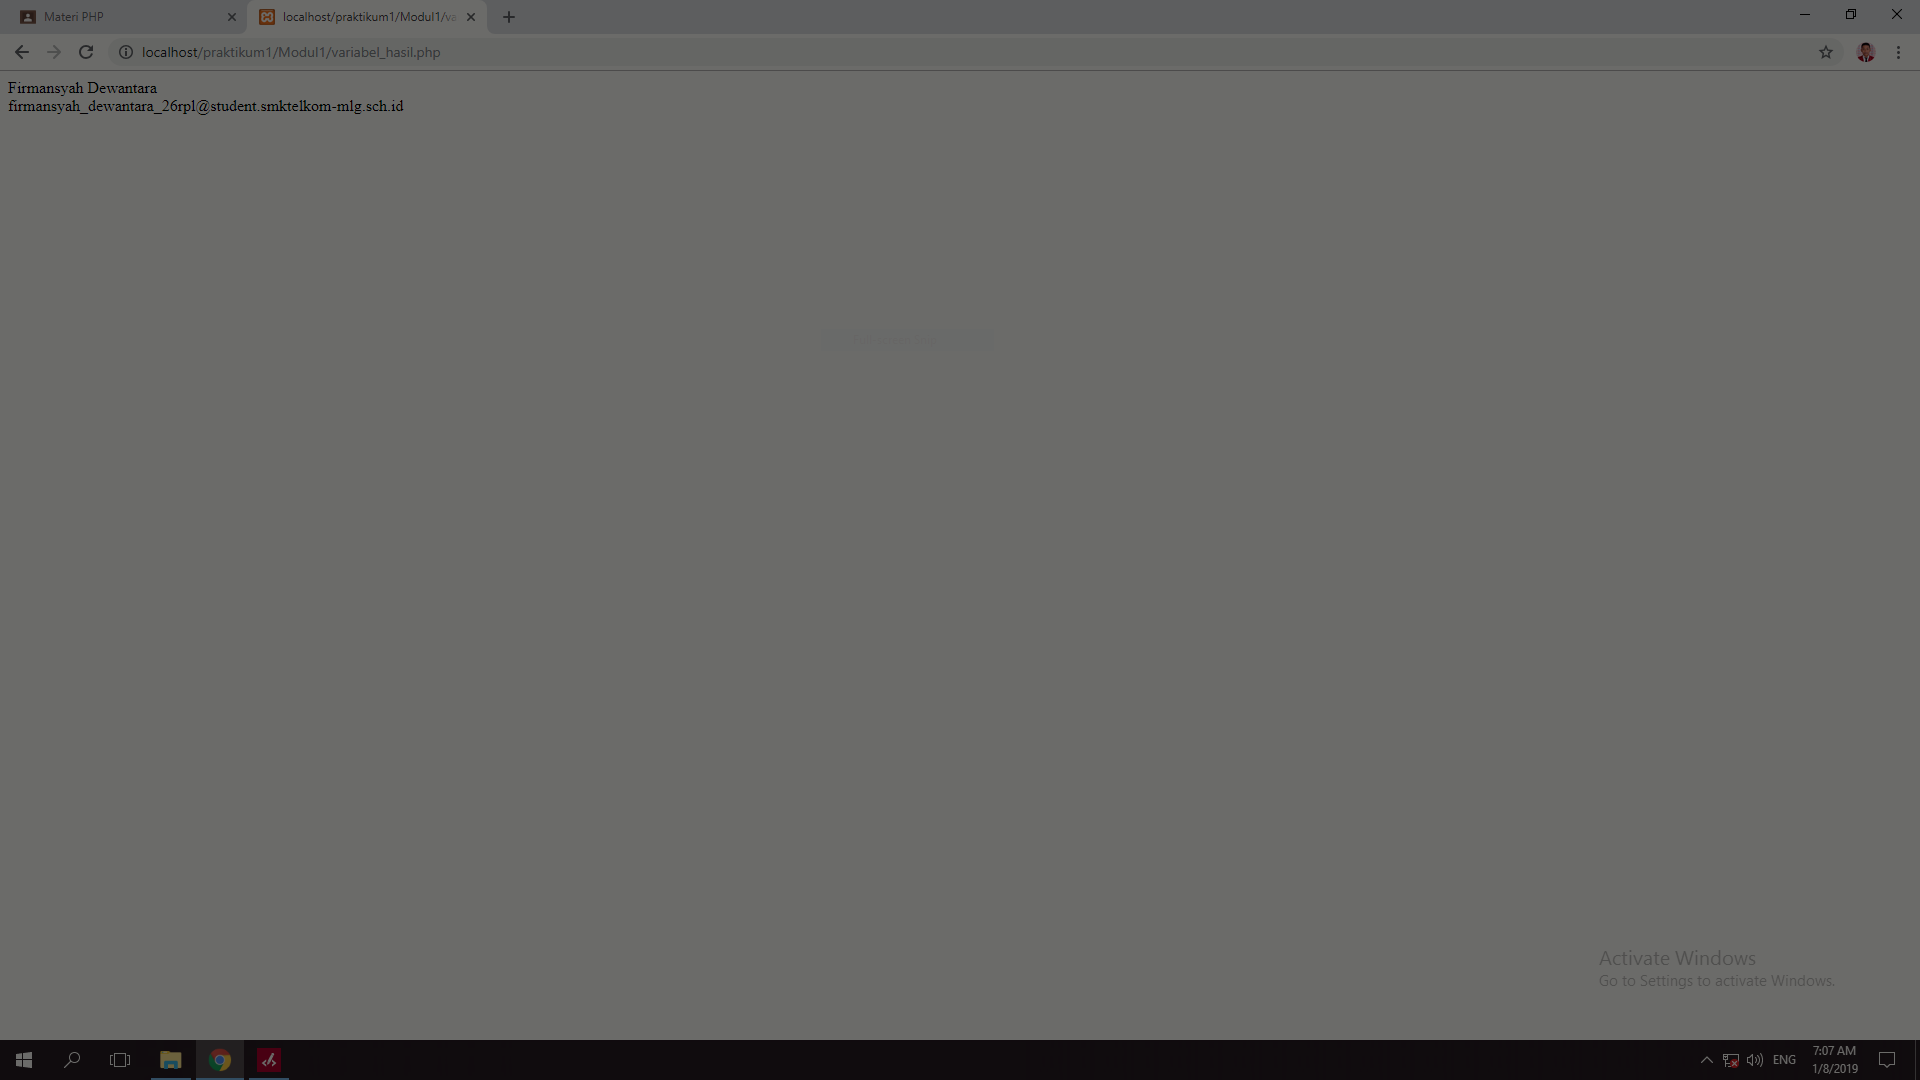 Materi PHP
localhost/praktikum1/Modul1/va
localhost/praktikum1/Modul1/variabel_hasil.php
Firmansyah Dewantara
firmansyah_dewantara_26rpl@student.smktelkom-mlg.sch.id
Activate Windows
Go to Settings to activate Windows.
ENG
7:07 AM
1/8/2019